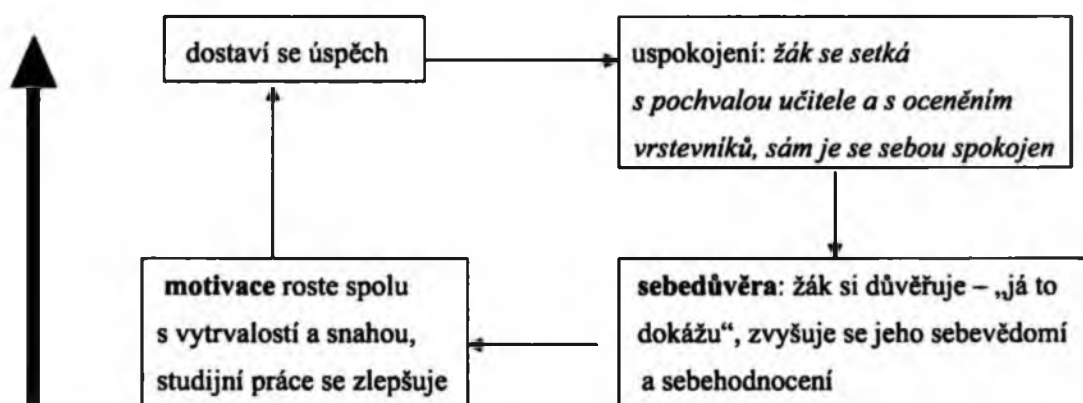 dostaví se úspěch
uspokojení: žák se setká
s pochvalou učitele a s oceněním
vrstevníků, sám je se sebou spokojen
motivace roste spolu
s vytrvalostí a snahou,
studijní práce se zlepšuje
sebedůvěra: žák si důvěřuje – „já to
dokážu“, zvyšuje se jeho sebevědomí
a sebehodnocení